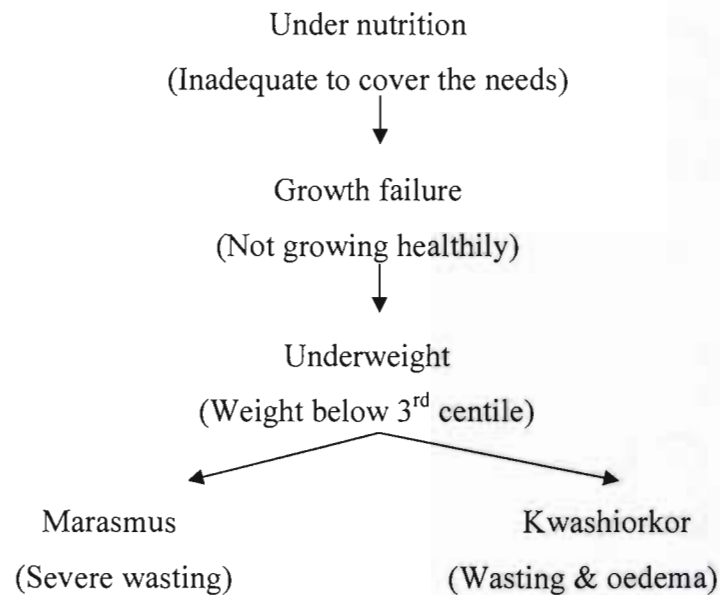 Under nutrition
(Inadequate to cover the needs)
Growth failure
(Not growing healthily)
Underweight
(Weight below 3rd centile)
Marasmus
Kwashiorkor
(Severe wasting)
(Wasting & oedema)